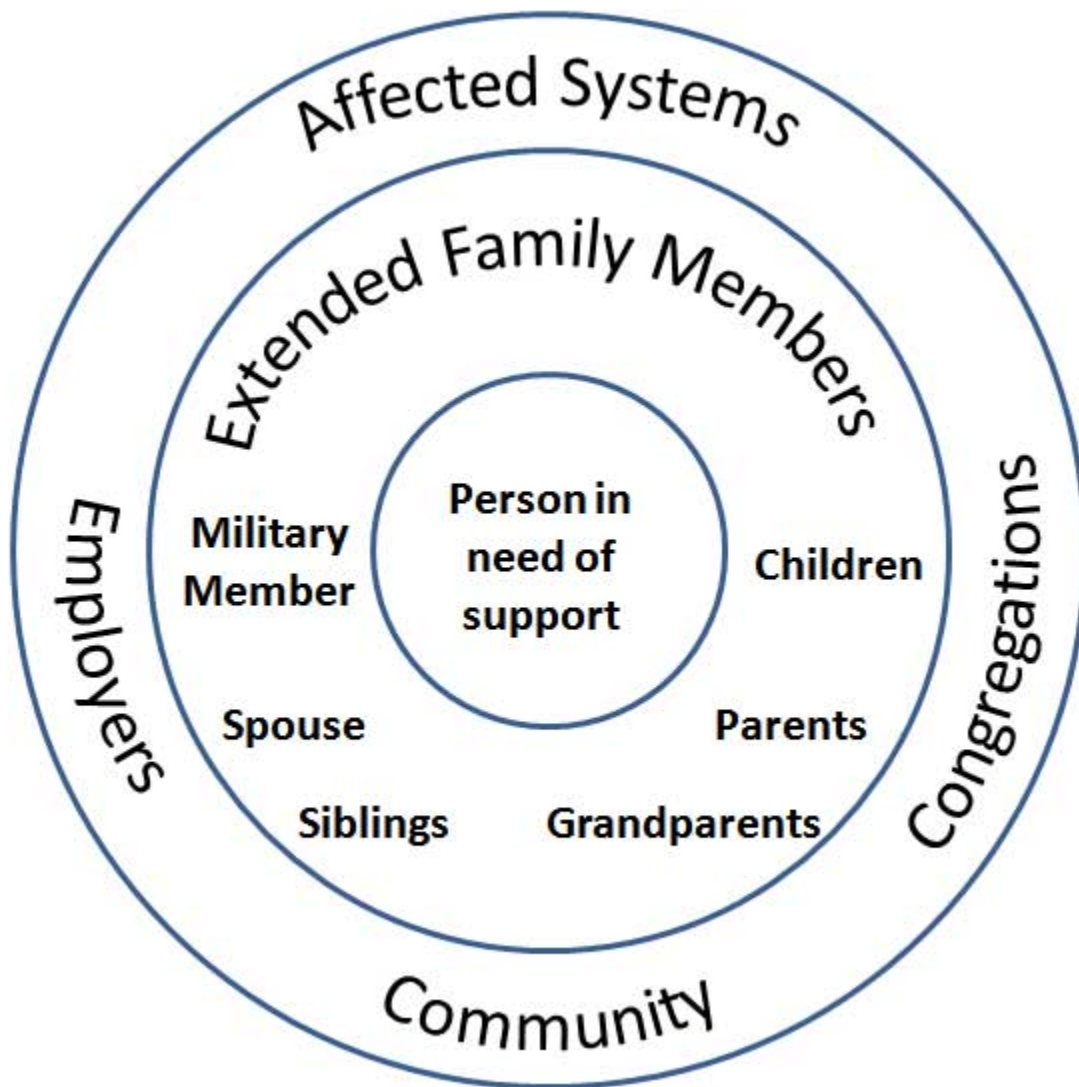 Affected Systems
Extended Family Members
Person in
need of
support
Military
Member
Children
Spouse
Parents
Siblings
Grandparents
Employers
Congregations
Community